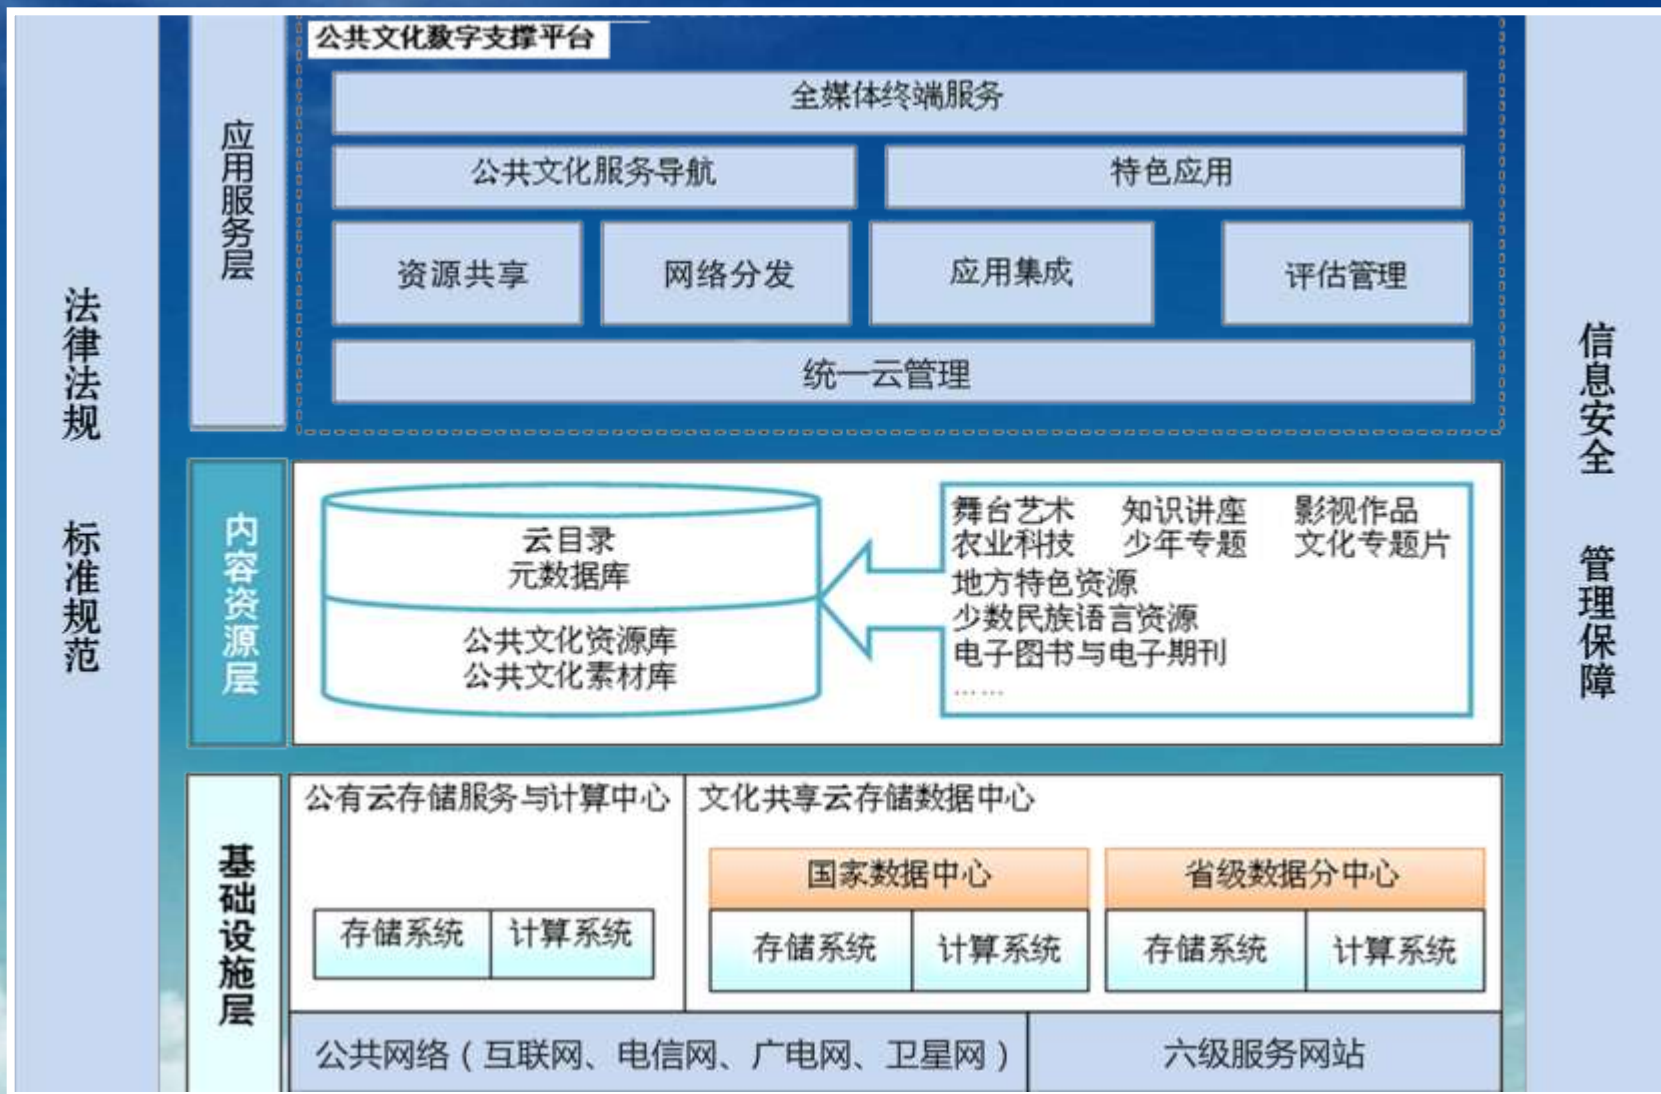 公共文化数字支撑平台
全媒体终端服务
公共文化服务导航
特色应用
资源共享
网络分发
应用集成
评估管理
统一云管理
应用服务层
法律法规
标准规范
信息安全
管理保障
内容资源层
云目录
元数据库
公共文化资源库
公共文化素材库
舞台艺术 知识讲座 影视作品
农业科技 少年专题 文化专题片
地方特色资源
少数民族语言资源
电子图书与电子期刊
……
基础设施层
公有云存储服务与计算中心
存储系统
计算系统
文化共享云存储数据中心
国家数据中心
存储系统
计算系统
省级数据分中心
存储系统
计算系统
公共网络（互联网、电信网、广电网、卫星网）
六级服务网站